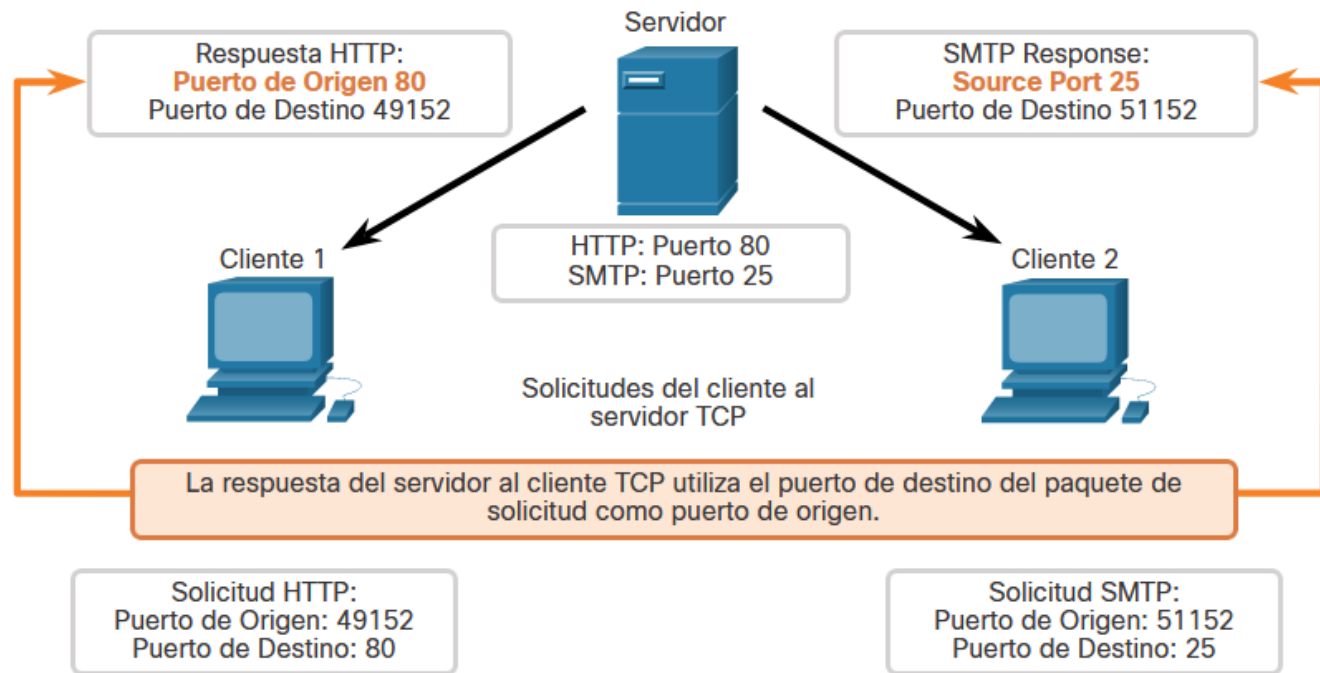 Servidor
Respuesta HTTP:
Puerto de Origen 80
Puerto de Destino 49152
SMTP Response:
Source Port 25
Puerto de Destino 51152
HTTP: Puerto 80
SMTP: Puerto 25
Cliente 1
Cliente 2
Solicitudes del cliente al
servidor TCP
La respuesta del servidor al cliente TCP utiliza el puerto de destino del paquete de
solicitud como puerto de origen.
Solicitud HTTP:
Puerto de Origen: 49152
Puerto de Destino: 80
Solicitud SMTP:
Puerto de Origen: 51152
Puerto de Destino: 25